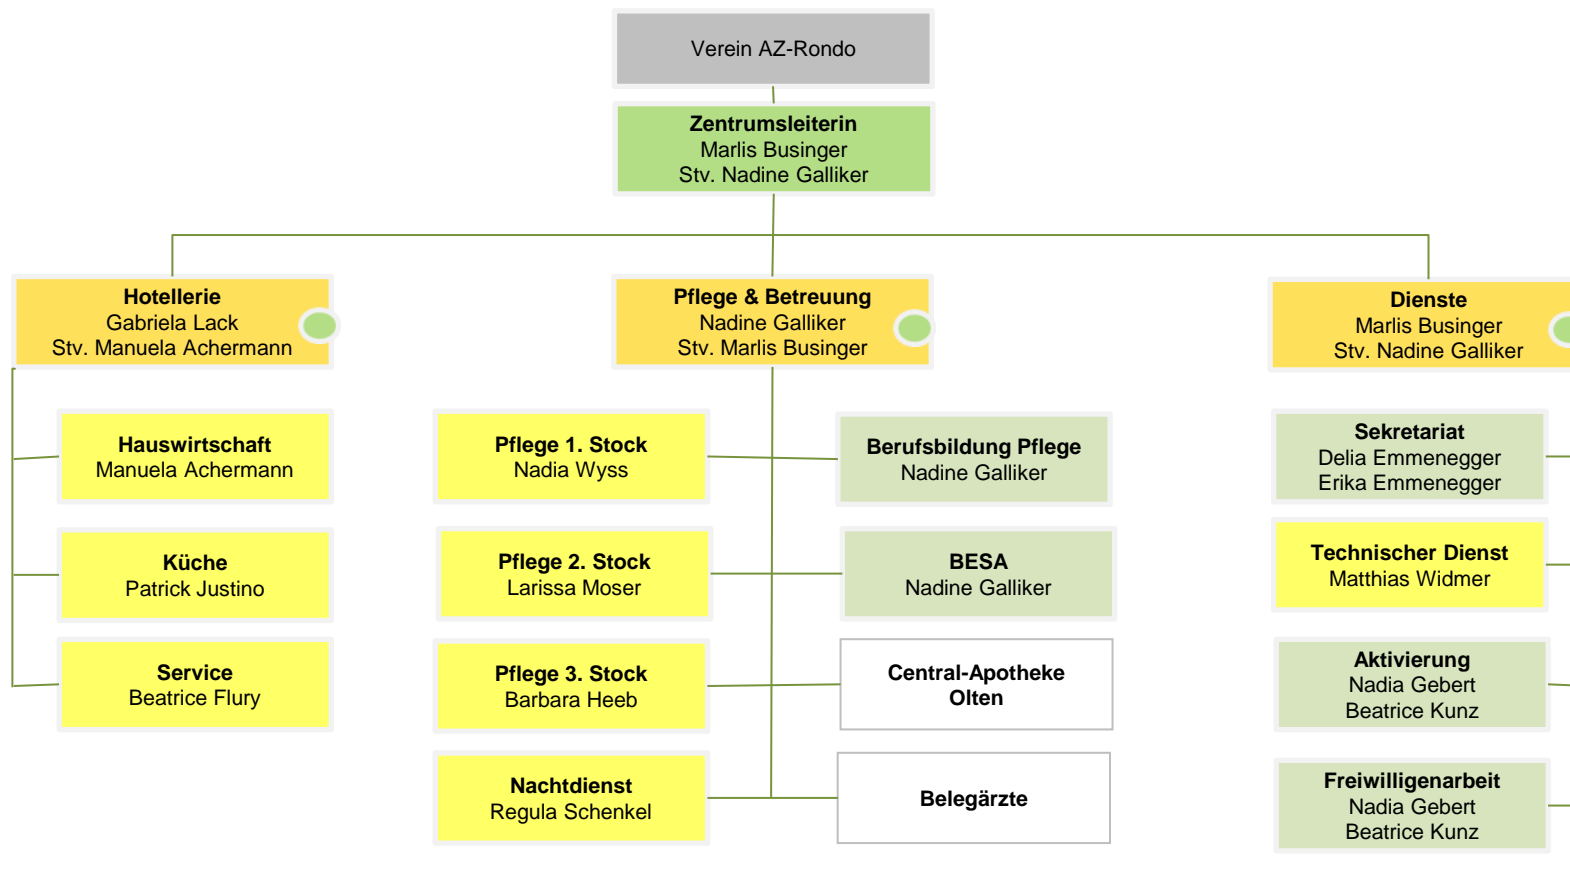 Verein AZ-Rondo
Zentrumsleiterin
Marlis Businger
Stv. Nadine Galliker
Hotellerie
Gabriela Lack
Stv. Manuela Achermann
Pflege & Betreuung
Nadine Galliker
Stv. Marlis Businger
Dienste
Marlis Businger
Stv. Nadine Galliker
Hauswirtschaft
Manuela Achermann
Küche
Patrick Justino
Service
Beatrice Flury
Pflege 1. Stock
Nadia Wyss
Pflege 2. Stock
Larissa Moser
Pflege 3. Stock
Barbara Heeb
Nachtdienst
Regula Schenkel
Berufsbildung Pflege
Nadine Galliker
BESA
Nadine Galliker
Central-Apotheke
Olten
Belegärzte
Sekretariat
Delia Emmenegger
Erika Emmenegger
Technischer Dienst
Matthias Widmer
Aktivierung
Nadia Gebert
Beatrice Kunz
Freiwilligenarbeit
Nadia Gebert
Beatrice Kunz